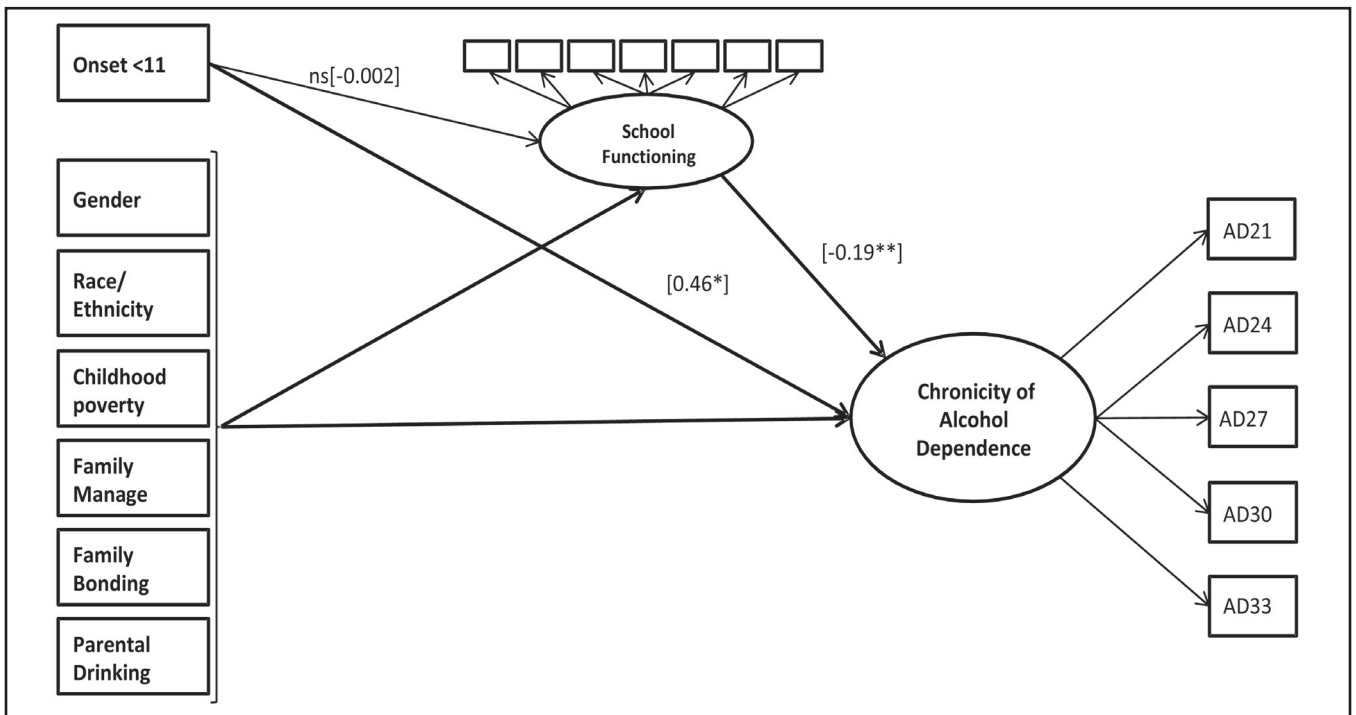 Onset <11
ns[-0.002]
School
Functioning
Gender
Race/
Ethnicity
Childhood
poverty
Family
Manage
Family
Bonding
Parental
Drinking
[0.46*]
[-0.19**]
Chronicity of
Alcohol
Dependence
AD21
AD24
AD27
AD30
AD33